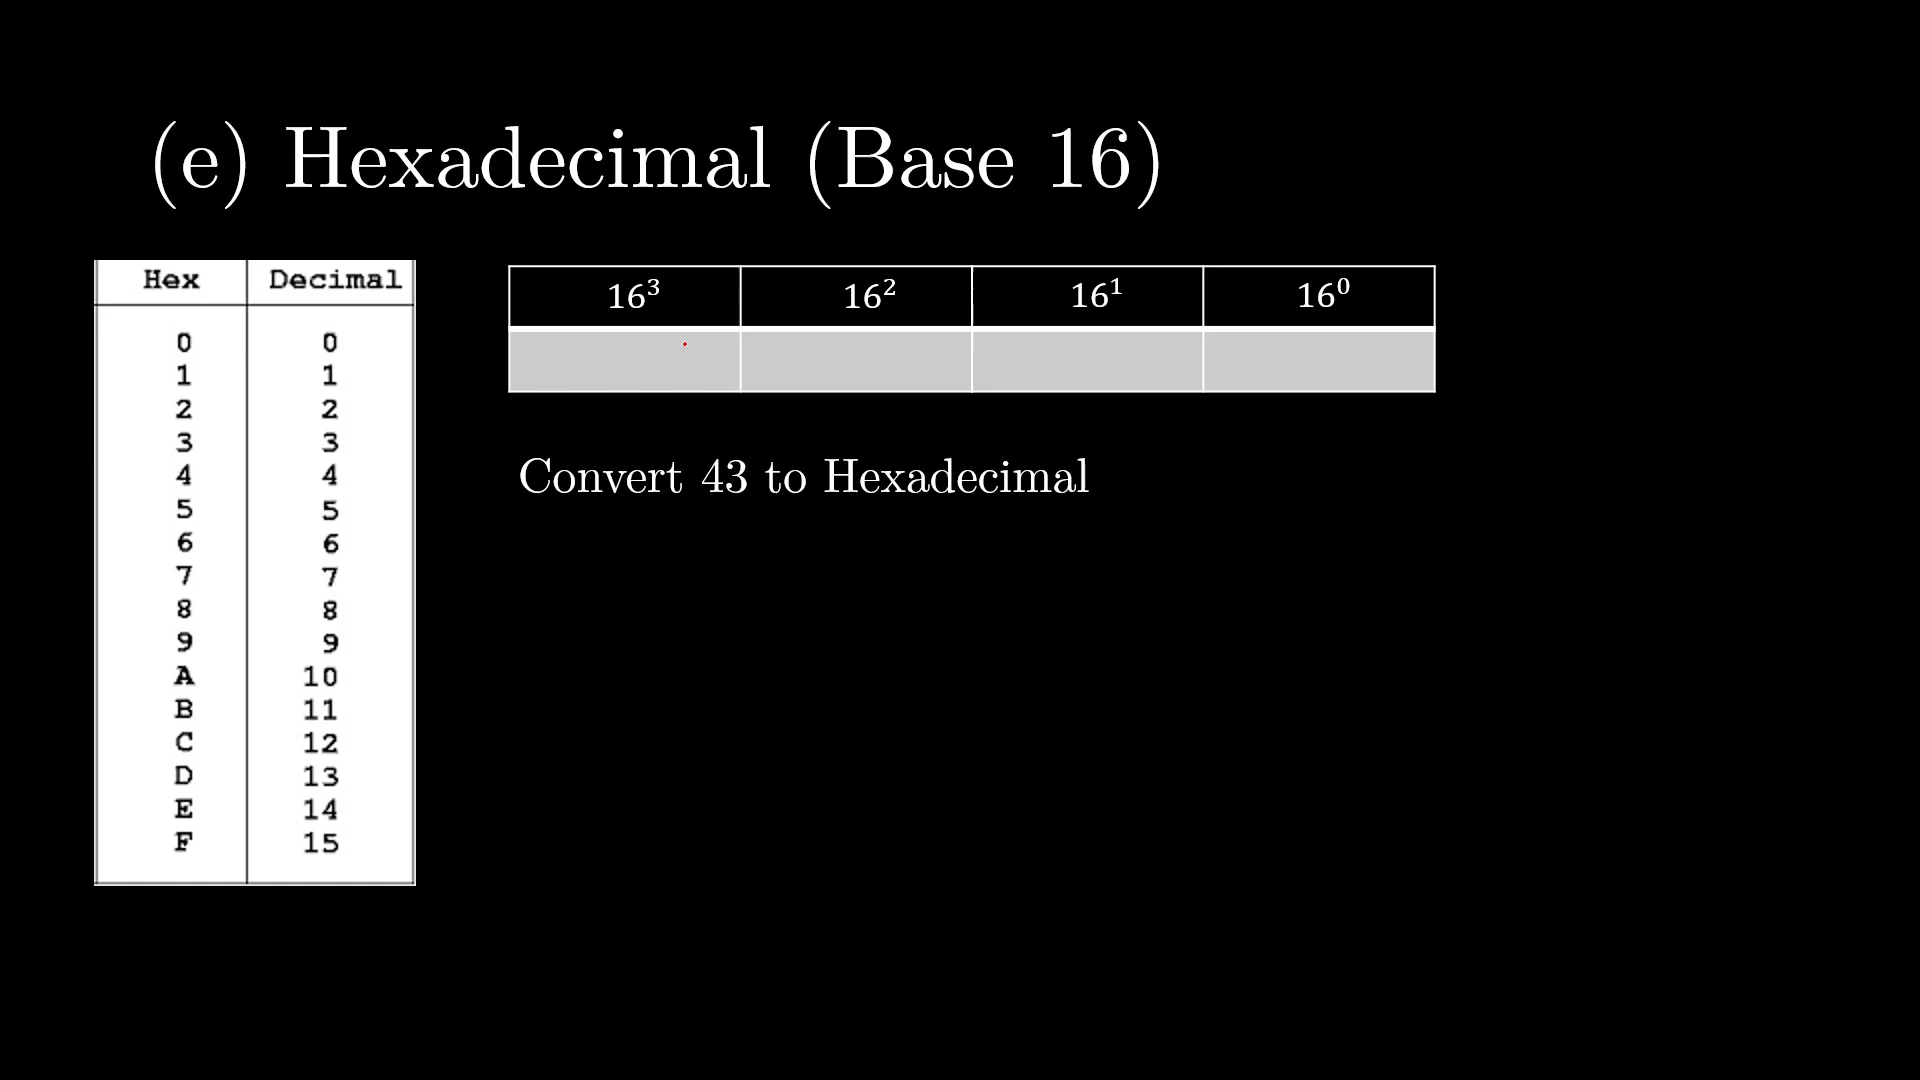 (e) Hexadecimal (Base 16)
Hex Decimal
0 0
1 1
2 2
3 3
4 4
5 5
6 6
7 7
8 8
9 9
A 10
B 11
C 12
D 13
E 14
F 15
16³ 16² 16¹ 16⁰
Convert 43 to Hexadecimal